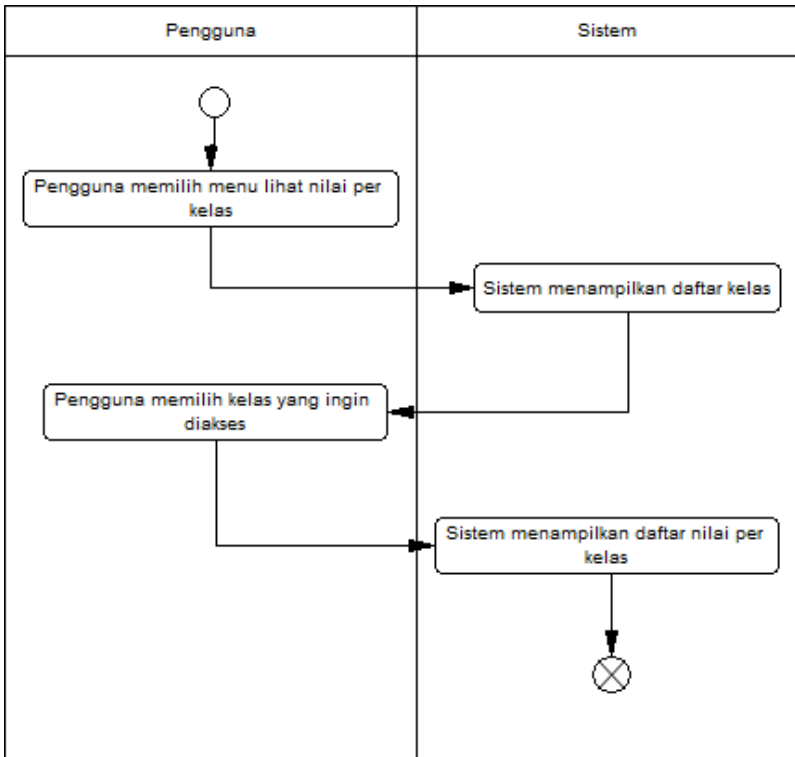 Pengguna
Sistem
Pengguna memilih menu lihat nilai per
kelas
Sistem menampilkan daftar kelas
Pengguna memilih kelas yang ingin
diakses
Sistem menampilkan daftar nilai per
kelas